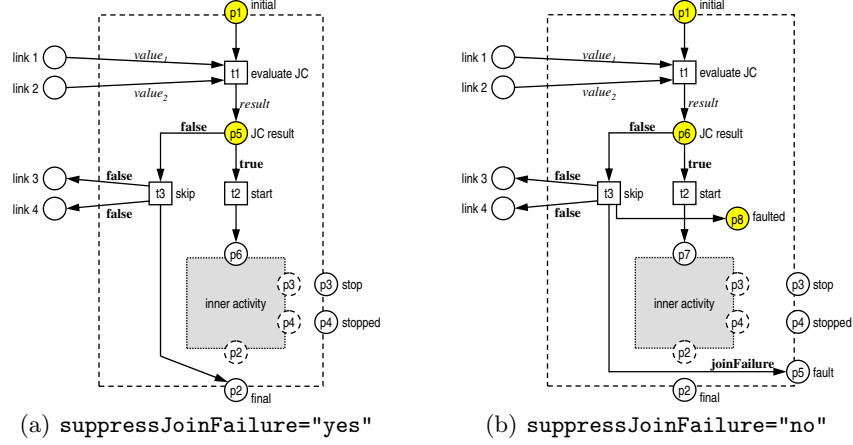 p1 initial
link 1 value1
t1 evaluate JC
link 2 value2
result
false p5 JC result
true
link 3 false
t3 skip t2 start
link 4 false
p6
p3 p3 stop
inner activity
p4 p4 stopped
p2
p2 final
(a) suppressJoinFailure="yes"
p1 initial
link 1 value1
t1 evaluate JC
link 2 value2
result
false p6 JC result
true
link 3 false
t3 skip t2 start
link 4 false
p8 faulted
p7
p3 p3 stop
inner activity
p4 p4 stopped
p2
joinFailure p5 fault
p2 final
(b) suppressJoinFailure="no"